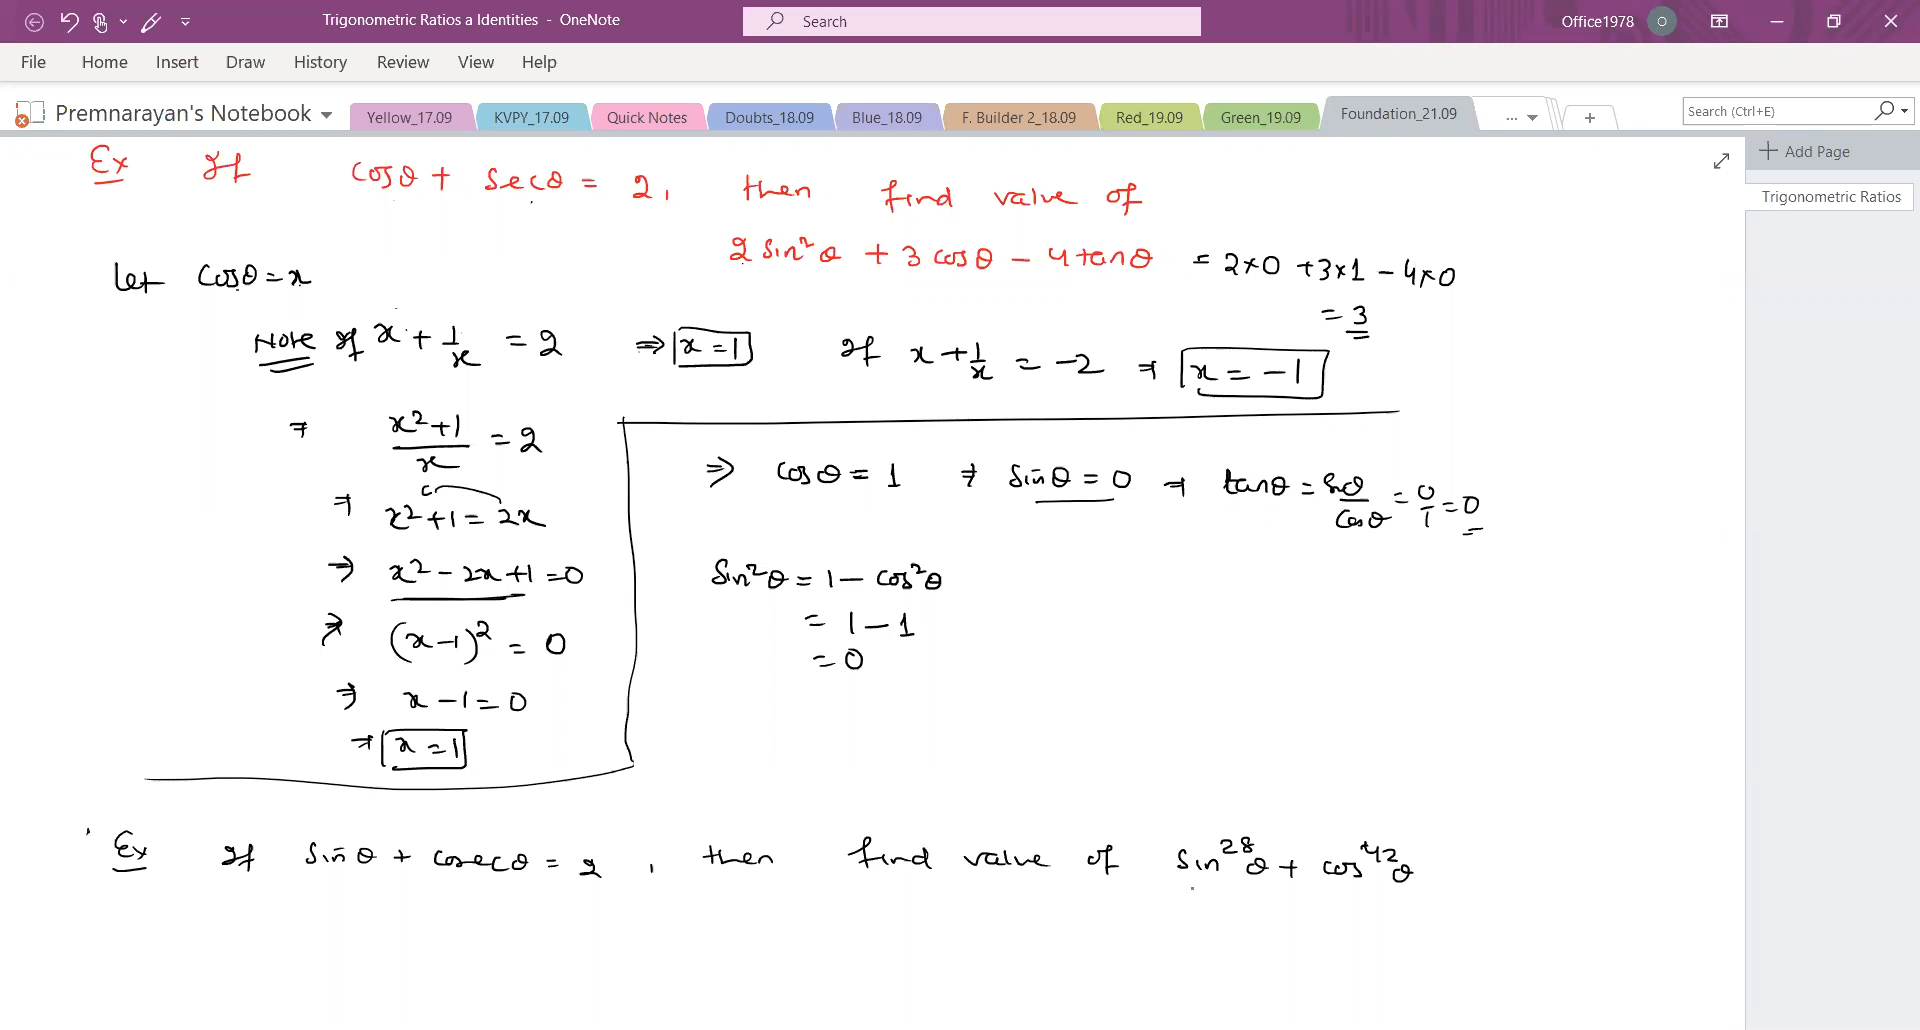 Trigonometric Ratios a Identities - OneNote
Search
Office1978 O
File Home Insert Draw History Review View Help
Premnarayan's Notebook
Yellow_17.09 KVPY_17.09 Quick Notes Doubts_18.09 Blue_18.09 F. Builder 2_18.09 Red_19.09 Green_19.09 Foundation_21.09 ... +
Search (Ctrl+E)
+ Add Page
Trigonometric Ratios
Ex If cosθ + secθ = 2, then find value of
2 sin²θ + 3 cosθ - 4 tanθ = 2×0 + 3×1 - 4×0
= 3
Let cosθ = x
Note If x + 1/x = 2 ⇒ x = 1 If x + 1/x = -2 ⇒ x = -1
⇒ (x²+1)/x = 2
⇒ x²+1 = 2x
⇒ x² - 2x + 1 = 0
⇒ (x-1)² = 0
⇒ x - 1 = 0
⇒ x = 1
⇒ cosθ = 1 ⇒ sinθ = 0 ⇒ tanθ = sinθ/cosθ = 0/1 = 0
sin²θ = 1 - cos²θ
= 1 - 1
= 0
Ex If sinθ + cosecθ = 2, then find value of sin²⁸θ + cos⁴²θ